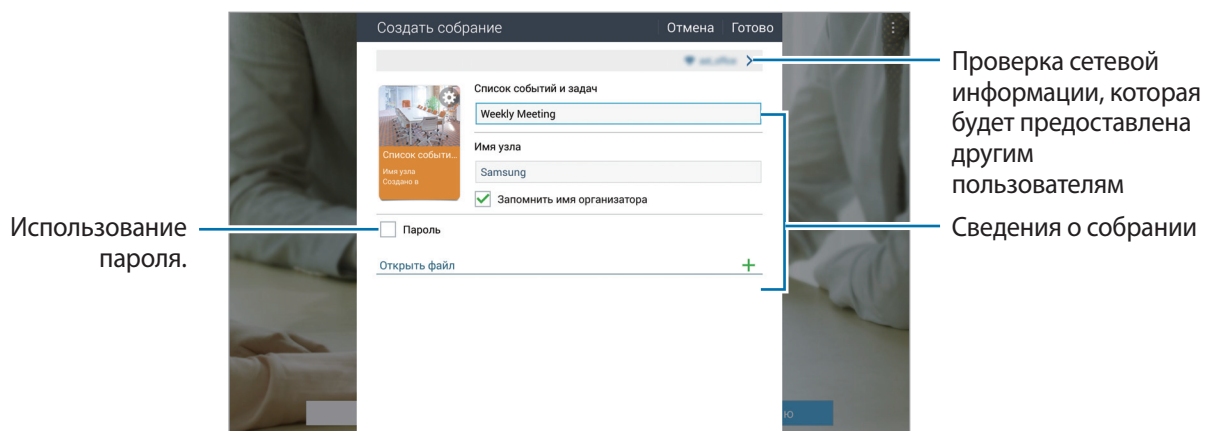 Создать собрание
Отмена
Готово
Список событий и задач
Weekly Meeting
Имя узла
Samsung
Запомнить имя организатора
Список событи...
Имя узла
Создано в
Пароль
Открыть файл
ю
Использование
пароля.
Проверка сетевой
информации, которая
будет предоставлена
другим
пользователям
Сведения о собрании